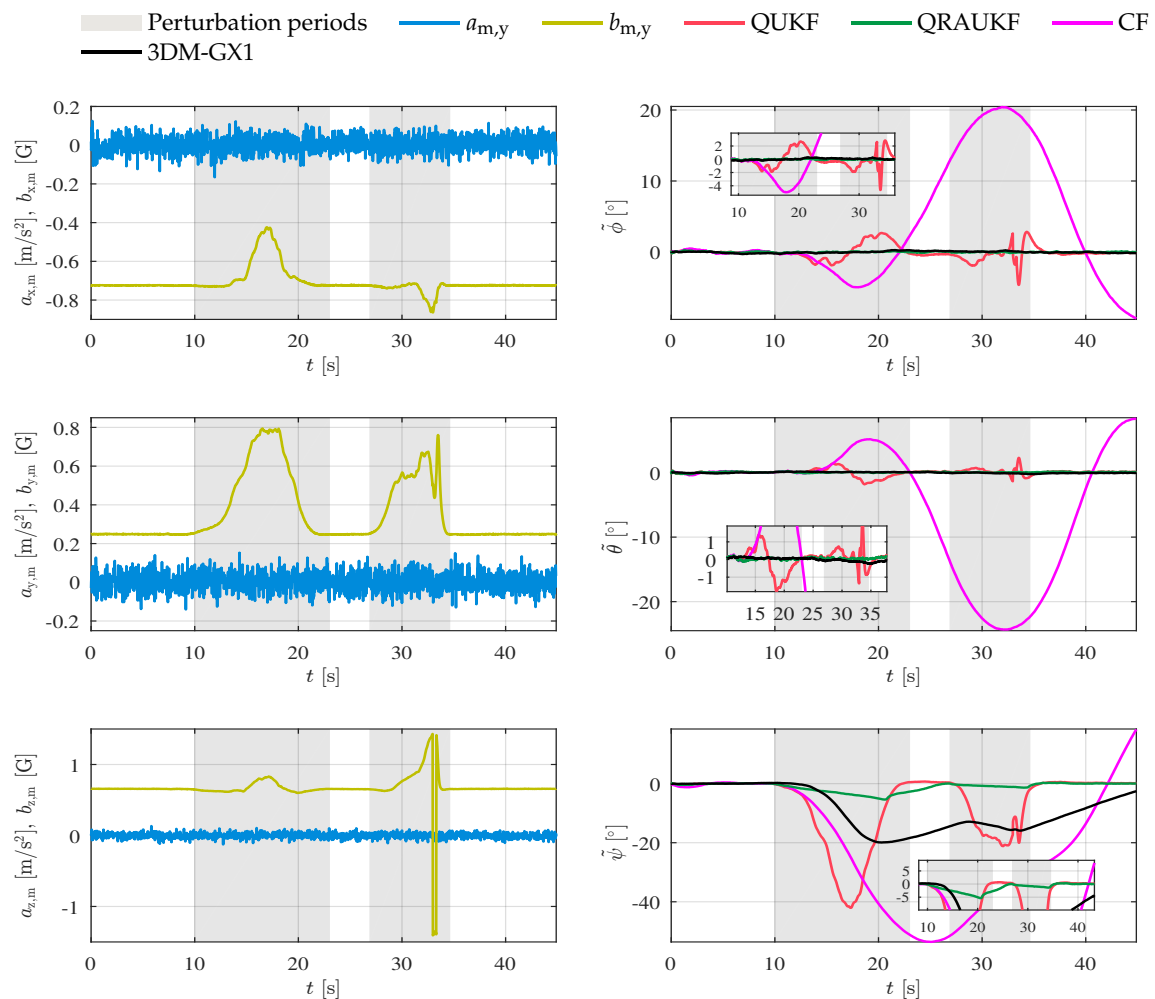 Perturbation periods a_m,y b_m,y QUKF QRAUKF CF
3DM-GX1
0.2
0
-0.2
-0.4
-0.6
-0.8
a_x,m [m/s²], b_x,m [G]
0 10 20 30 40
t [s]
20
10
0
ϕ̃ [°]
2
0
-2
-4
10 20 30
0 10 20 30 40
t [s]
0.8
0.6
0.4
0.2
0
-0.2
a_y,m [m/s²], b_y,m [G]
0 10 20 30 40
t [s]
0
-10
-20
θ̃ [°]
1
0
-1
15 20 25 30 35
0 10 20 30 40
t [s]
1
0
-1
a_z,m [m/s²], b_z,m [G]
0 10 20 30 40
t [s]
0
-20
-40
ψ̃ [°]
5
0
-5
10 20 30 40
0 10 20 30 40
t [s]